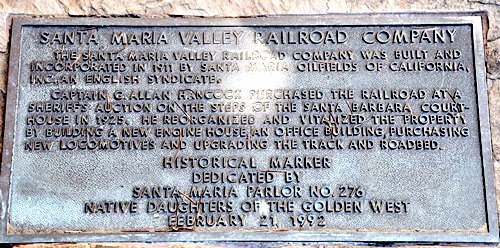 SANTA MARIA VALLEY RAILROAD COMPANY
THE SANTA MARIA VALLEY RAILROAD COMPANY WAS BUILT AND
INCORPORATED IN 1911 BY SANTA MARIA OILFIELDS OF CALIFORNIA,
INC., AN ENGLISH SYNDICATE.
CAPTAIN G. ALLAN HANCOCK PURCHASED THE RAILROAD AT A
SHERIFFS AUCTION ON THE STEPS OF THE SANTA BARBARA COURT-
HOUSE IN 1925. HE REORGANIZED AND VITALIZED THE PROPERTY
BY BUILDING A NEW ENGINE HOUSE, AN OFFICE BUILDING, PURCHASING
NEW LOCOMOTIVES AND UPGRADING THE TRACK AND ROADBED.
HISTORICAL MARKER
DEDICATED BY
SANTA MARIA PARLOR NO. 276
NATIVE DAUGHTERS OF THE GOLDEN WEST
FEBRUARY 21, 1992